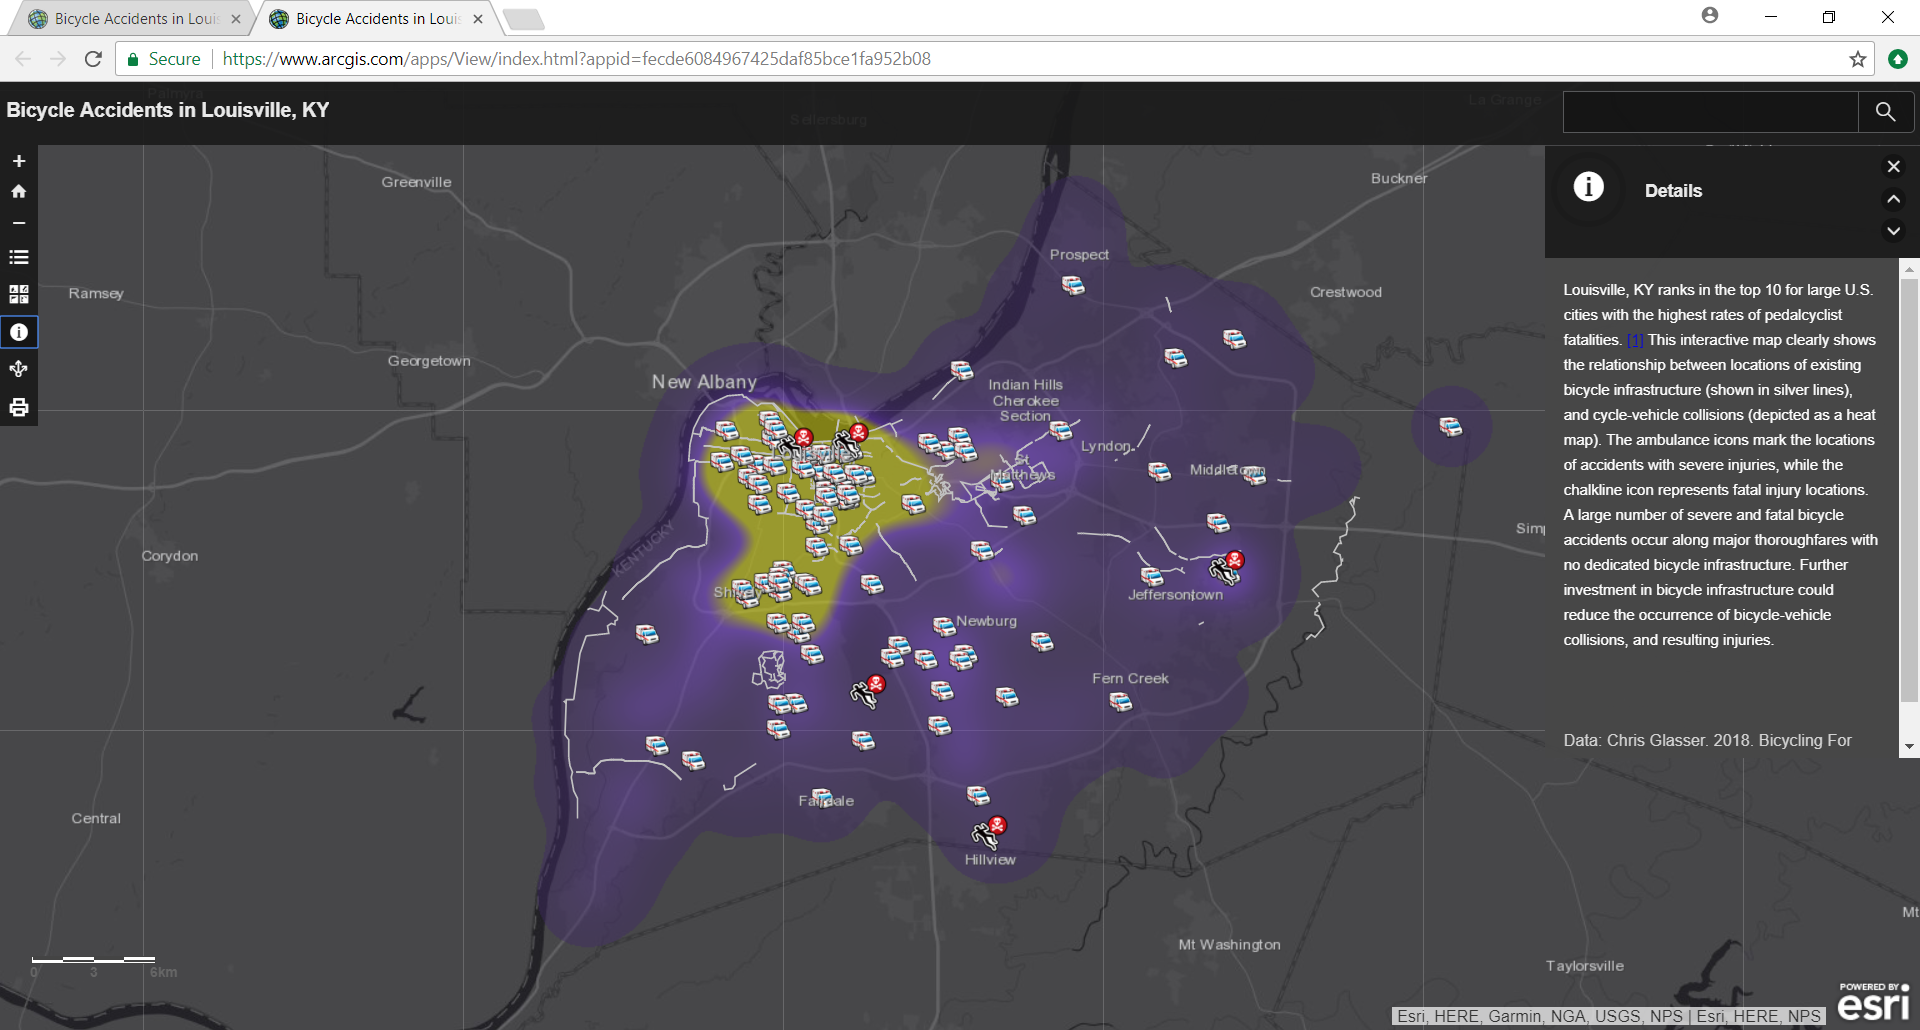 Bicycle Accidents in Louis
Bicycle Accidents in Louis
Secure
https://www.arcgis.com/apps/View/index.html?appid=fecde6084967425daf85bce1fa952b08
Bicycle Accidents in Louisville, KY
Palmyra
Sellersburg
La Grange
Greenville
Buckner
Prospect
Ramsey
Crestwood
Georgetown
New Albany
Indian Hills
Cherokee
Section
Lyndon
Louisville
St
Matthews
Middletown
KENTUCKY
Corydon
Sim
Shively
Jeffersontown
Newburg
Fern Creek
Fairdale
Central
Hillview
Mt Washington
Taylorsville
Mt
0 3 6km
Details
Louisville, KY ranks in the top 10 for large U.S.
cities with the highest rates of pedalcyclist
fatalities. [1] This interactive map clearly shows
the relationship between locations of existing
bicycle infrastructure (shown in silver lines),
and cycle-vehicle collisions (depicted as a heat
map). The ambulance icons mark the locations
of accidents with severe injuries, while the
chalkline icon represents fatal injury locations.
A large number of severe and fatal bicycle
accidents occur along major thoroughfares with
no dedicated bicycle infrastructure. Further
investment in bicycle infrastructure could
reduce the occurrence of bicycle-vehicle
collisions, and resulting injuries.
Data: Chris Glasser. 2018. Bicycling For
POWERED BY
esri
Esri, HERE, Garmin, NGA, USGS, NPS | Esri, HERE, NPS